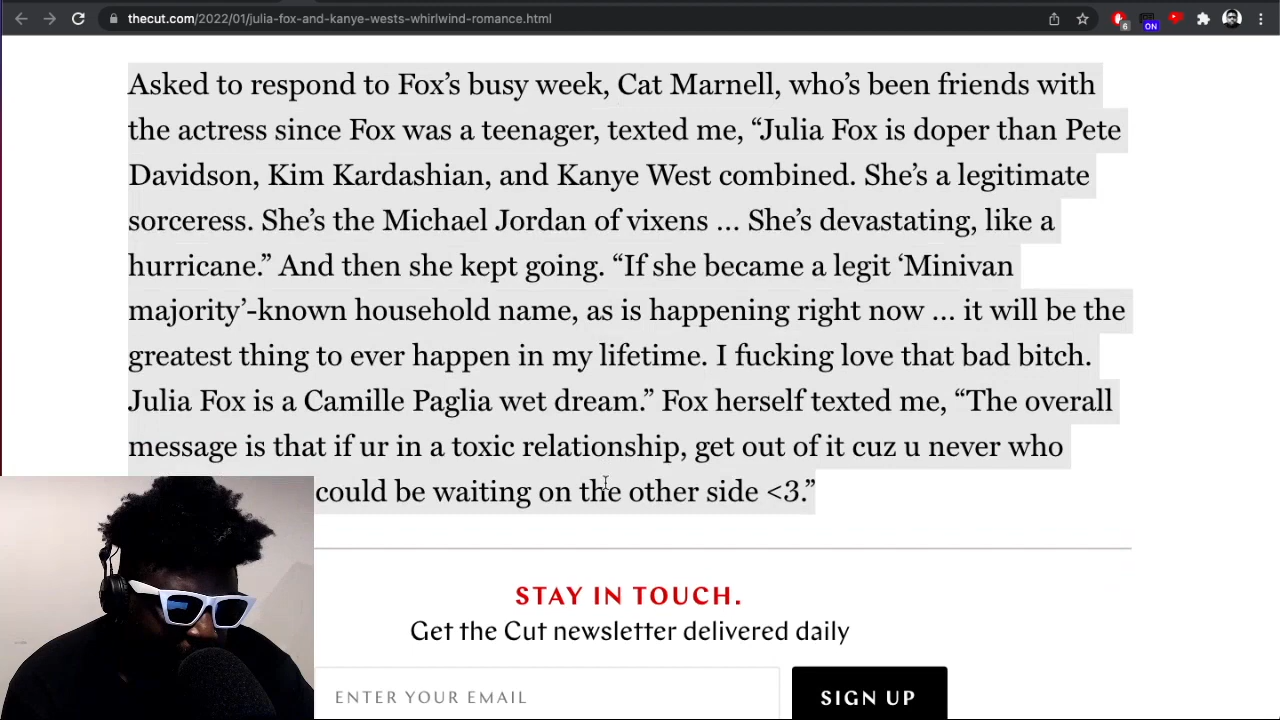 thecut.com/2022/01/julia-fox-and-kanye-wests-whirlwind-romance.html
6
ON
Asked to respond to Fox’s busy week, Cat Marnell, who’s been friends with
the actress since Fox was a teenager, texted me, “Julia Fox is doper than Pete
Davidson, Kim Kardashian, and Kanye West combined. She’s a legitimate
sorceress. She’s the Michael Jordan of vixens … She’s devastating, like a
hurricane.” And then she kept going. “If she became a legit ‘Minivan
majority’-known household name, as is happening right now … it will be the
greatest thing to ever happen in my lifetime. I fucking love that bad bitch.
Julia Fox is a Camille Paglia wet dream.” Fox herself texted me, “The overall
message is that if ur in a toxic relationship, get out of it cuz u never who
could be waiting on the other side <3.”
STAY IN TOUCH.
Get the Cut newsletter delivered daily
ENTER YOUR EMAIL
SIGN UP